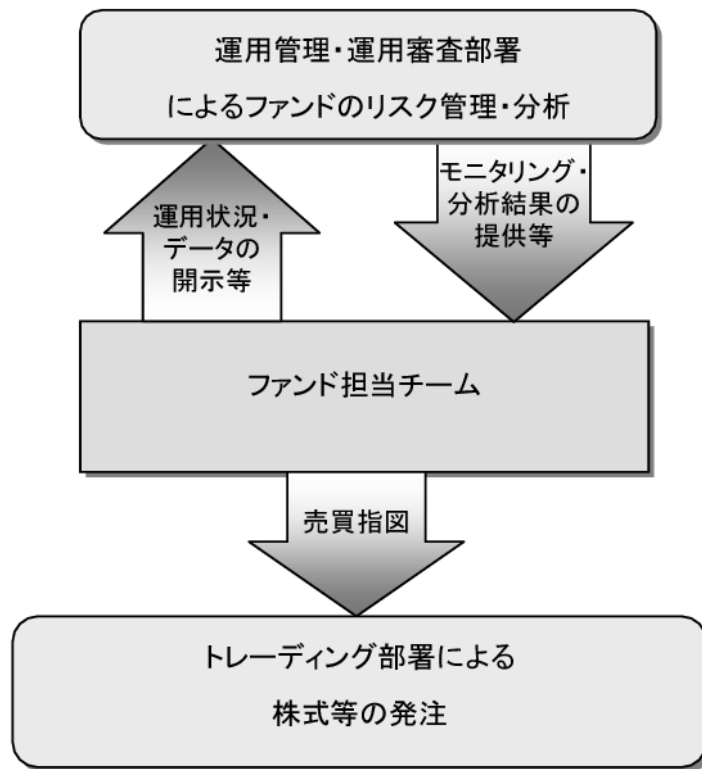 運用管理・運用審査部署
によるファンドのリスク管理・分析
運用状況・
データの
開示等
モニタリング・
分析結果の
提供等
ファンド担当チーム
売買指図
トレーディング部署による
株式等の発注